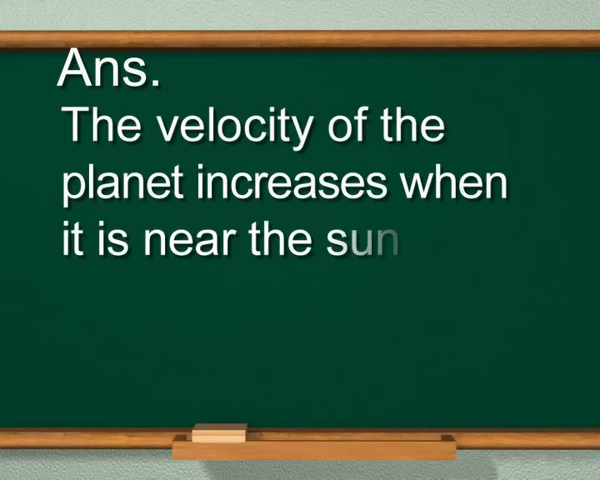 Ans.
The velocity of the
planet increases when
it is near the sun